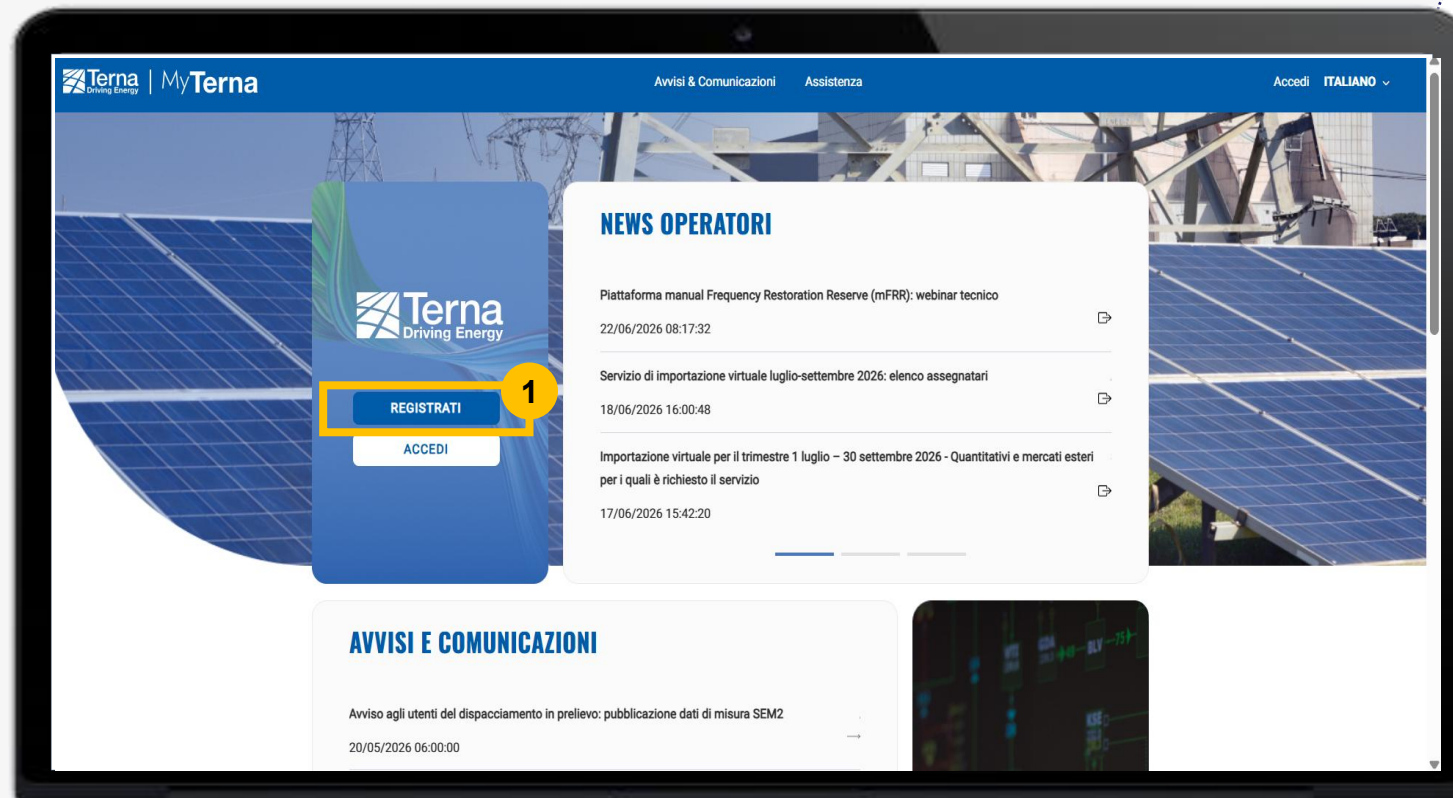 Terna
Driving Energy
MyTerna
Avvisi & Comunicazioni
Assistenza
Accedi
ITALIANO
Terna
Driving Energy
1
REGISTRATI
ACCEDI
NEWS OPERATORI
Piattaforma manual Frequency Restoration Reserve (mFRR): webinar tecnico
22/06/2026 08:17:32
Servizio di importazione virtuale luglio-settembre 2026: elenco assegnatari
18/06/2026 16:00:48
Importazione virtuale per il trimestre 1 luglio – 30 settembre 2026 - Quantitativi e mercati esteri
per i quali è richiesto il servizio
17/06/2026 15:42:20
AVVISI E COMUNICAZIONI
Avviso agli utenti del dispacciamento in prelievo: pubblicazione dati di misura SEM2
20/05/2026 06:00:00
BLV
75
KSE